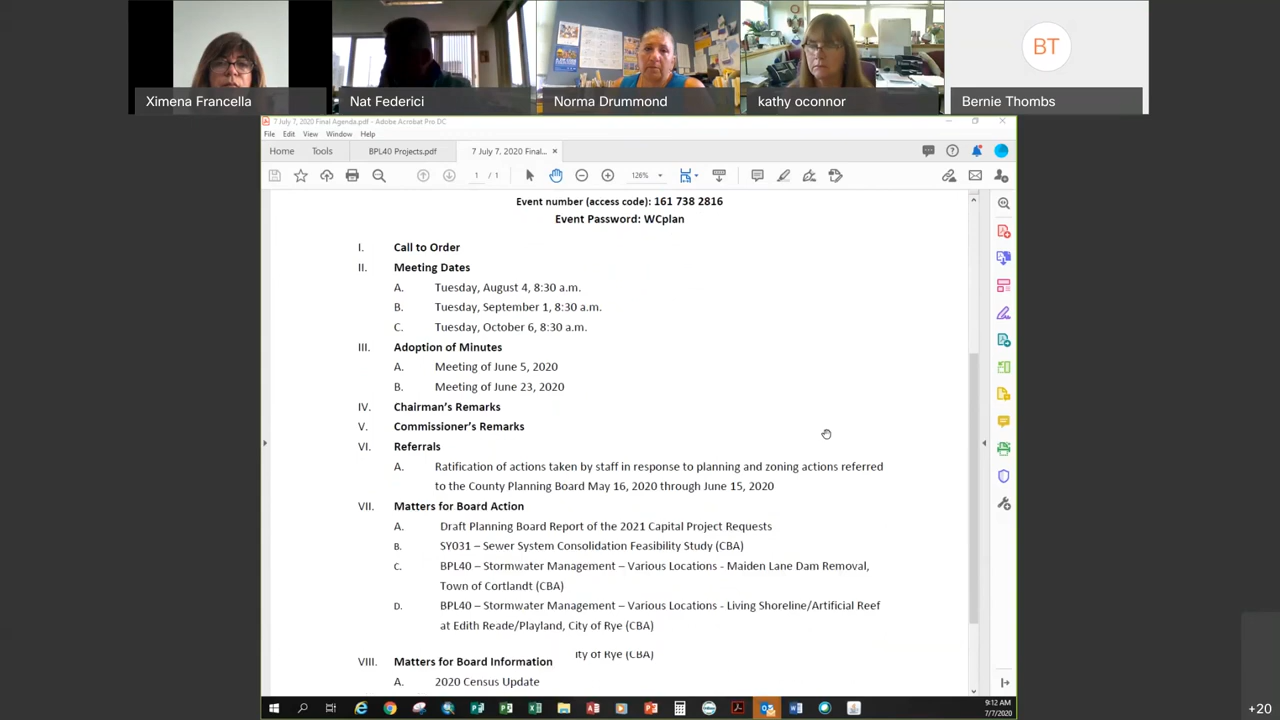 BT
Ximena Francella
Nat Federici
Norma Drummond
kathy oconnor
Bernie Thombs
7 July 7, 2020 Final Agenda.pdf - Adobe Acrobat Pro DC
File Edit View Window Help
Home Tools BPL40 Projects.pdf 7 July 7, 2020 Final...
1 / 1 126%
Event number (access code): 161 738 2816
Event Password: WCplan
I. Call to Order
II. Meeting Dates
A. Tuesday, August 4, 8:30 a.m.
B. Tuesday, September 1, 8:30 a.m.
C. Tuesday, October 6, 8:30 a.m.
III. Adoption of Minutes
A. Meeting of June 5, 2020
B. Meeting of June 23, 2020
IV. Chairman's Remarks
V. Commissioner's Remarks
VI. Referrals
A. Ratification of actions taken by staff in response to planning and zoning actions referred
to the County Planning Board May 16, 2020 through June 15, 2020
VII. Matters for Board Action
A. Draft Planning Board Report of the 2021 Capital Project Requests
B. SY031 – Sewer System Consolidation Feasibility Study (CBA)
C. BPL40 – Stormwater Management – Various Locations - Maiden Lane Dam Removal,
Town of Cortlandt (CBA)
D. BPL40 – Stormwater Management – Various Locations - Living Shoreline/Artificial Reef
at Edith Reade/Playland, City of Rye (CBA)
ity of Rye (CBA)
VIII. Matters for Board Information
A. 2020 Census Update
9:12 AM
7/7/2020
+20